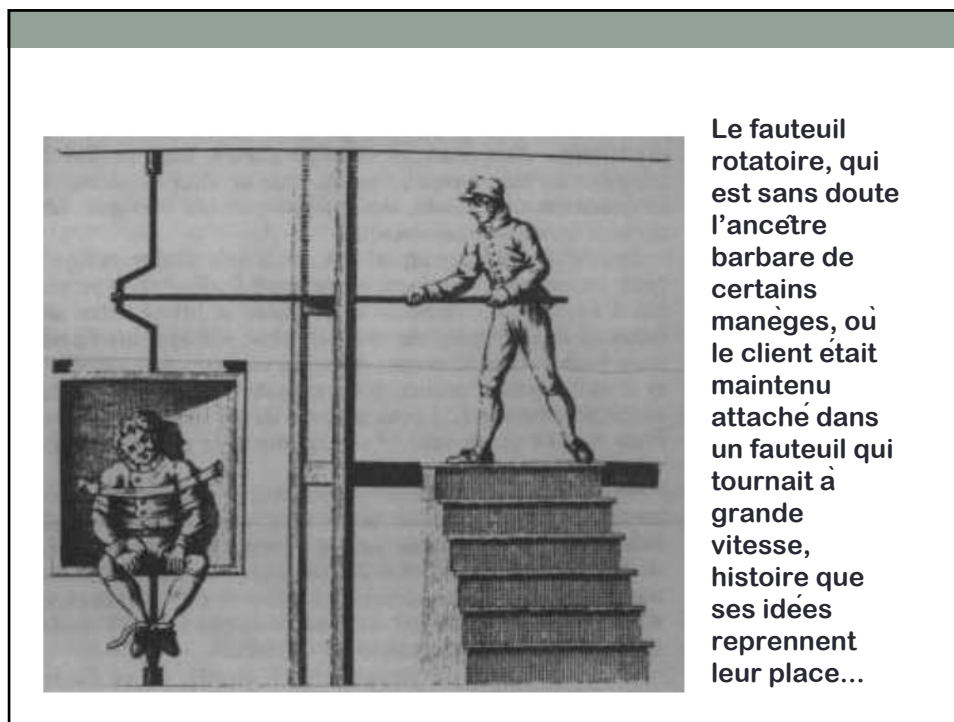 Le fauteuil
rotatoire, qui
est sans doute
l’ancêtre
barbare de
certains
manèges, où
le client était
maintenu
attaché dans
un fauteuil qui
tournait à
grande
vitesse,
histoire que
ses idées
reprennent
leur place...